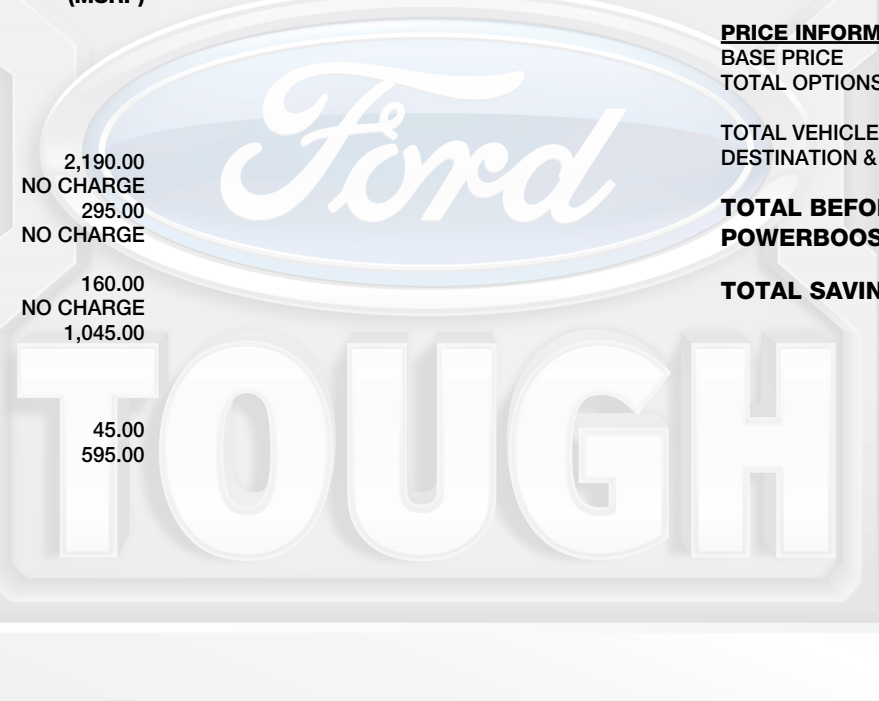 (MSRP)
2,190.00
NO CHARGE
295.00
NO CHARGE
160.00
NO CHARGE
1,045.00
45.00
595.00
PRICE INFORM
BASE PRICE
TOTAL OPTIONS
TOTAL VEHICLE
DESTINATION &
TOTAL BEFO
POWERBOOS
TOTAL SAVIN
Ford
TOUGH